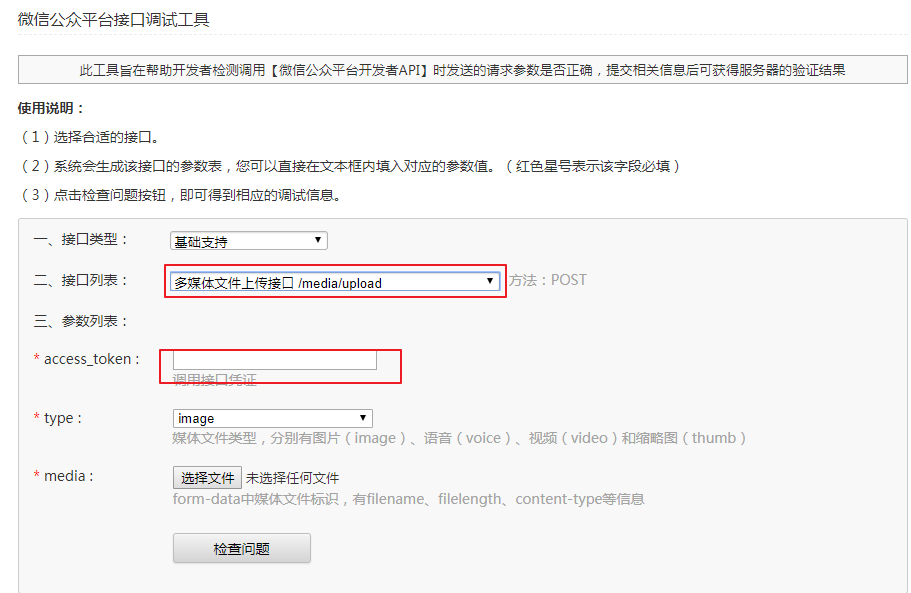 微信公众平台接口调试工具
此工具旨在帮助开发者检测调用【微信公众平台开发者API】时发送的请求参数是否正确，提交相关信息后可获得服务器的验证结果
使用说明：
（1）选择合适的接口。
（2）系统会生成该接口的参数表，您可以直接在文本框内填入对应的参数值。（红色星号表示该字段必填）
（3）点击检查问题按钮，即可得到相应的调试信息。
一、接口类型： 基础支持
二、接口列表： 多媒体文件上传接口 /media/upload 方法：POST
三、参数列表：
* access_token：
调用接口凭证
* type： image
媒体文件类型，分别有图片（image）、语音（voice）、视频（video）和缩略图（thumb）
* media： 选择文件 未选择任何文件
form-data中媒体文件标识，有filename、filelength、content-type等信息
检查问题